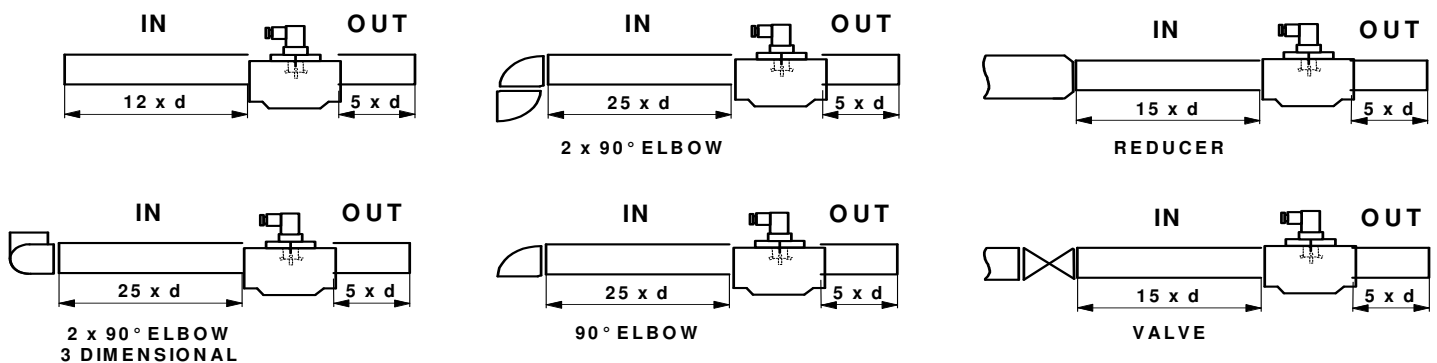 IN OUT
12 x d 5 x d
IN OUT
25 x d 5 x d
2 x 90° ELBOW
IN OUT
15 x d 5 x d
REDUCER
IN OUT
25 x d 5 x d
2 x 90° ELBOW
3 DIMENSIONAL
IN OUT
25 x d 5 x d
90° ELBOW
IN OUT
15 x d 5 x d
VALVE